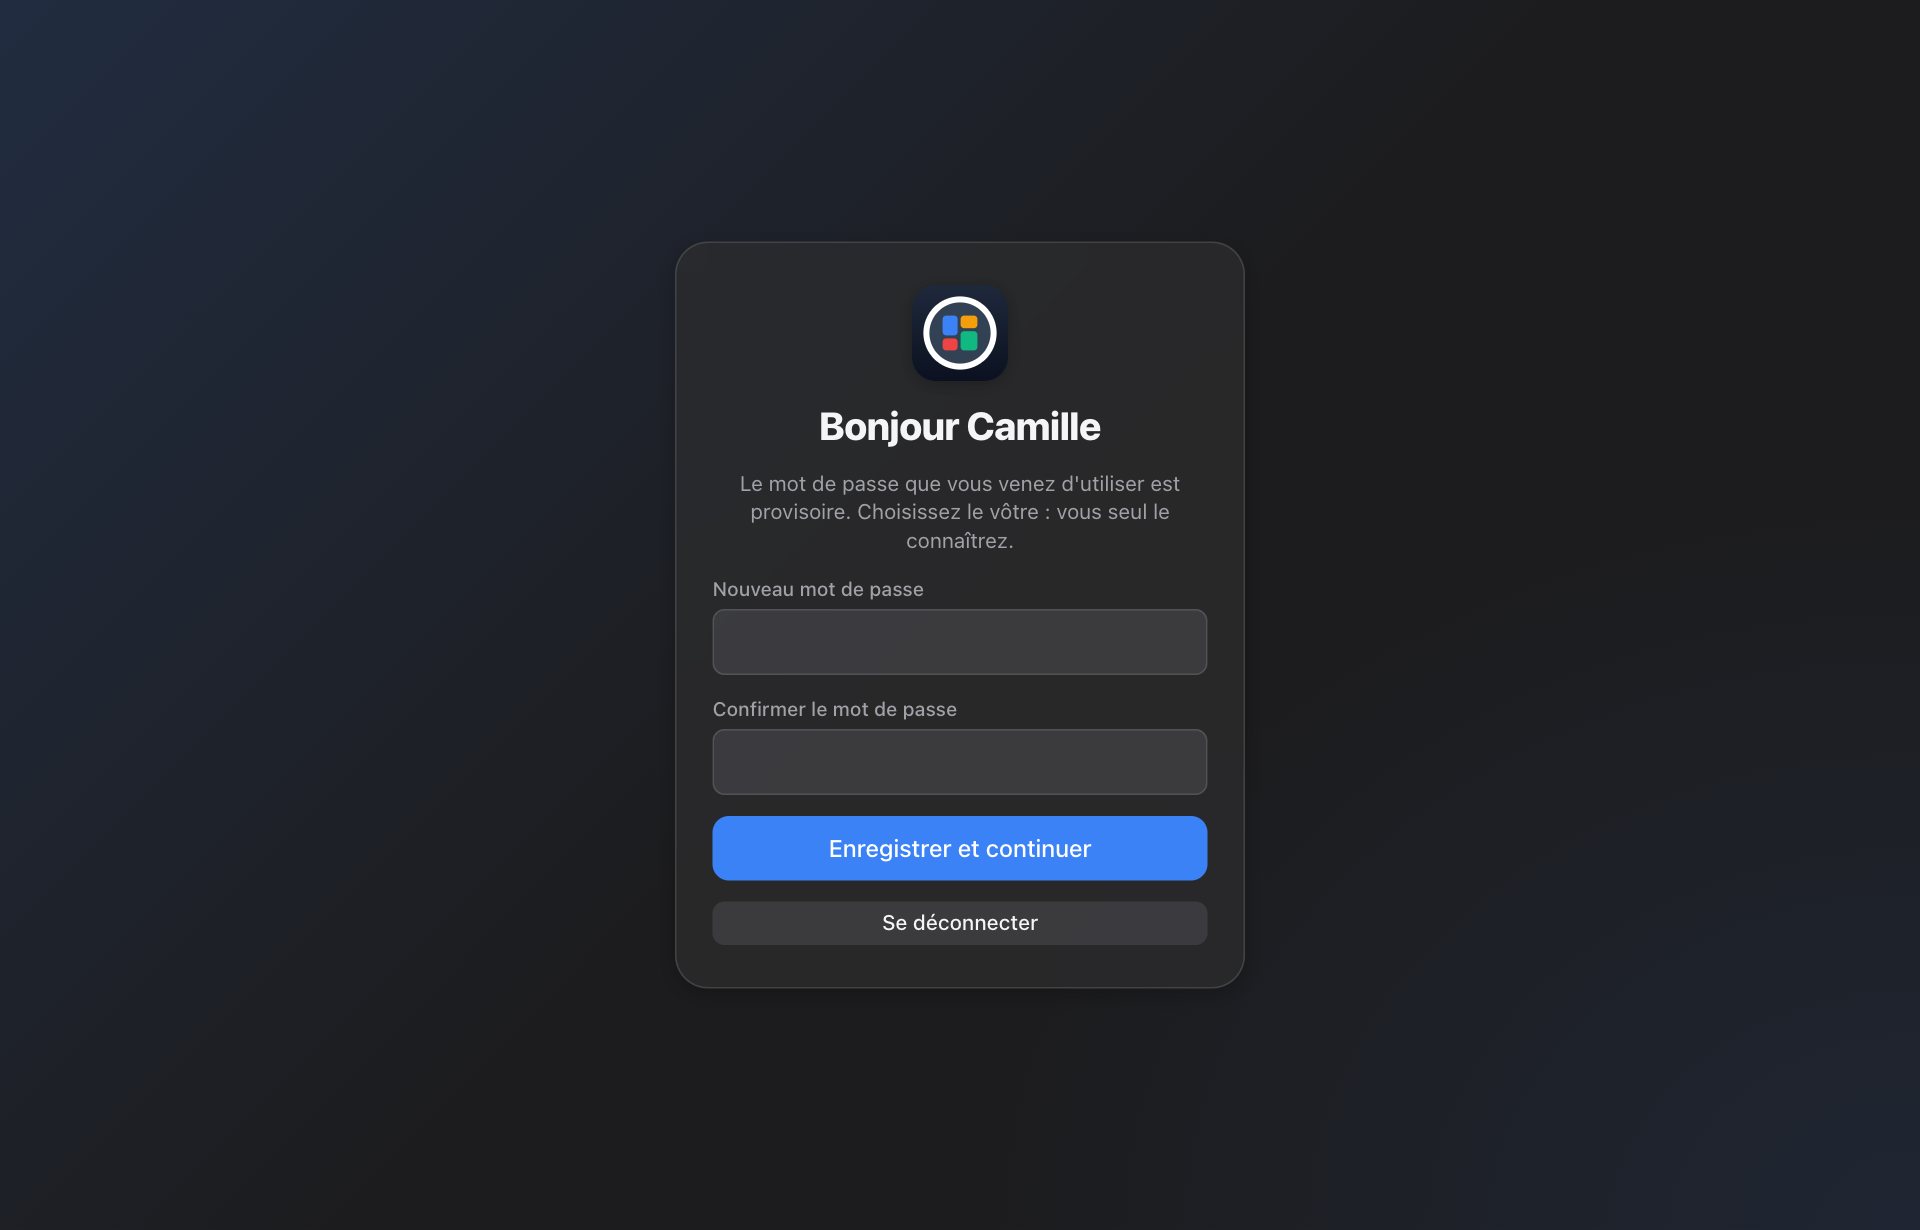 Bonjour Camille
Le mot de passe que vous venez d'utiliser est
provisoire. Choisissez le vôtre : vous seul le
connaîtrez.
Nouveau mot de passe
Confirmer le mot de passe
Enregistrer et continuer
Se déconnecter